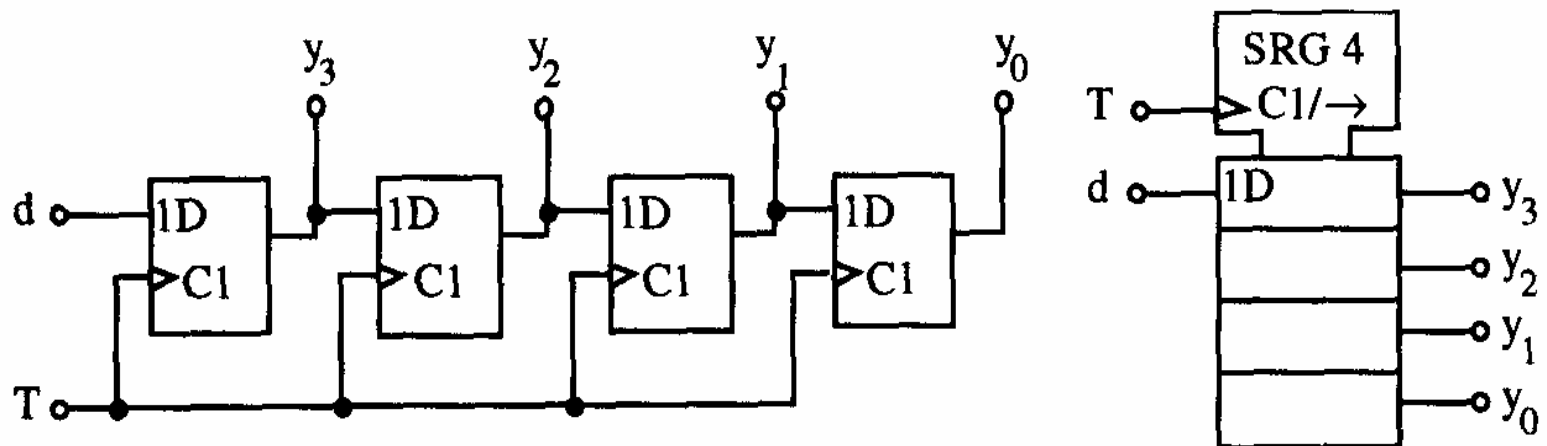 y3 y2 y1 y0
d 1D 1D 1D 1D
C1 C1 C1 C1
T
SRG 4
T C1/→
d 1D y3
y2
y1
y0